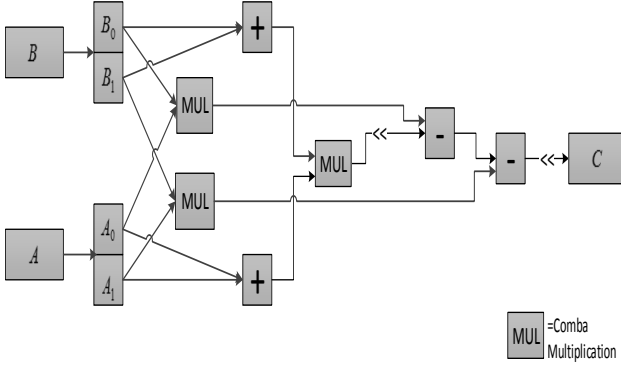 B
B₀
B₁
+
MUL
MUL
<<
-
-
<<
C
MUL
A
A₀
A₁
+
MUL
=Comba
Multiplication